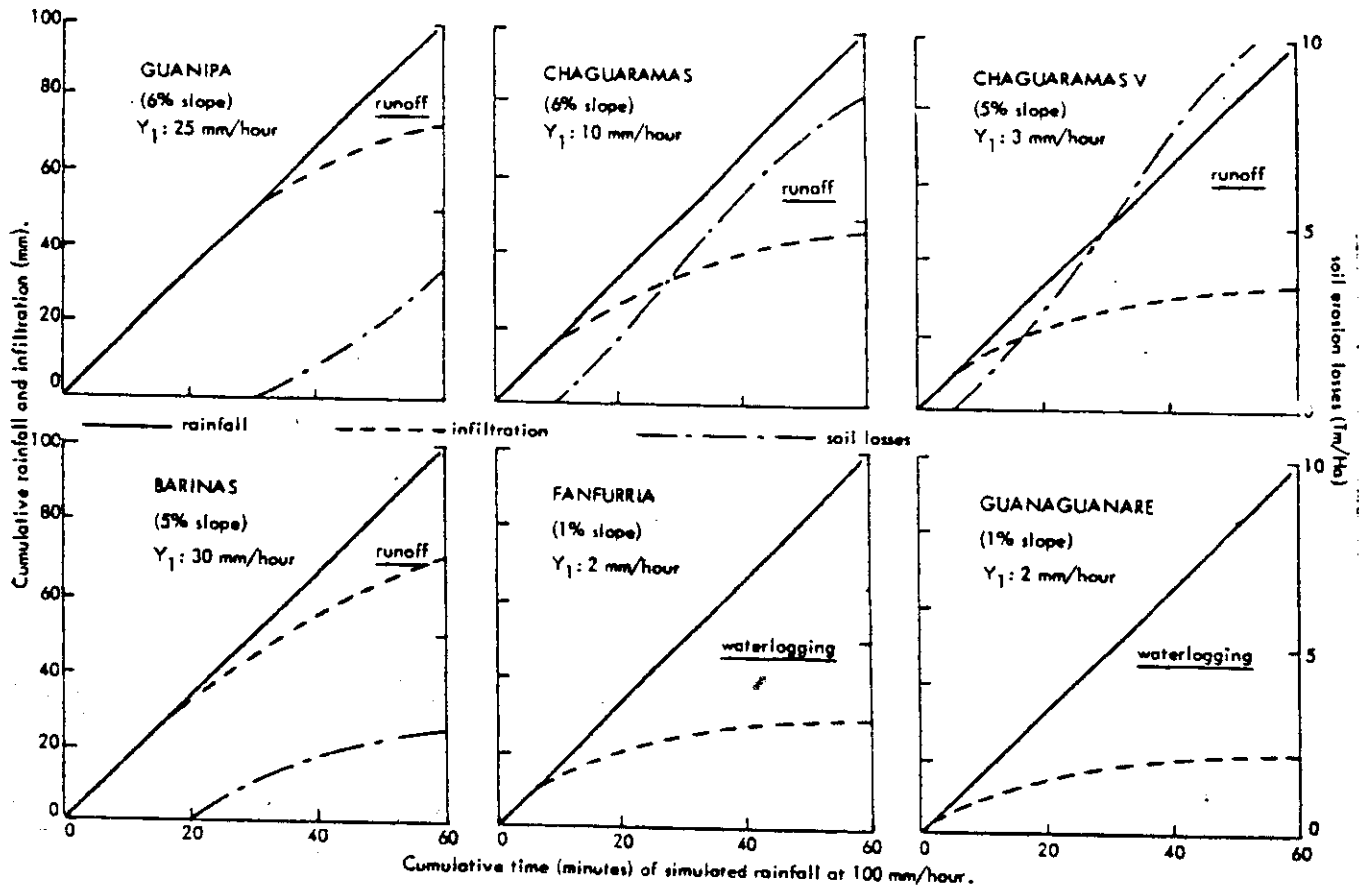 100
80
60
40
20
0
GUANIPA
(6% slope)
Y1: 25 mm/hour
runoff
20
40
CHAGUARAMAS
(6% slope)
Y1: 10 mm/hour
runoff
CHAGUARAMAS V
(5% slope)
Y1: 3 mm/hour
runoff
10
5
0
Cumulative rainfall and infiltration (mm).
soil erosion losses (Tm/Ha)
rainfall
infiltration
soil losses
100
80
60
40
20
0
BARINAS
(5% slope)
Y1: 30 mm/hour
runoff
0
20
40
60
FANFURRIA
(1% slope)
Y1: 2 mm/hour
waterlogging
0
20
40
60
GUANAGUANARE
(1% slope)
Y1: 2 mm/hour
waterlogging
10
5
0
0
20
40
60
Cumulative time (minutes) of simulated rainfall at 100 mm/hour.